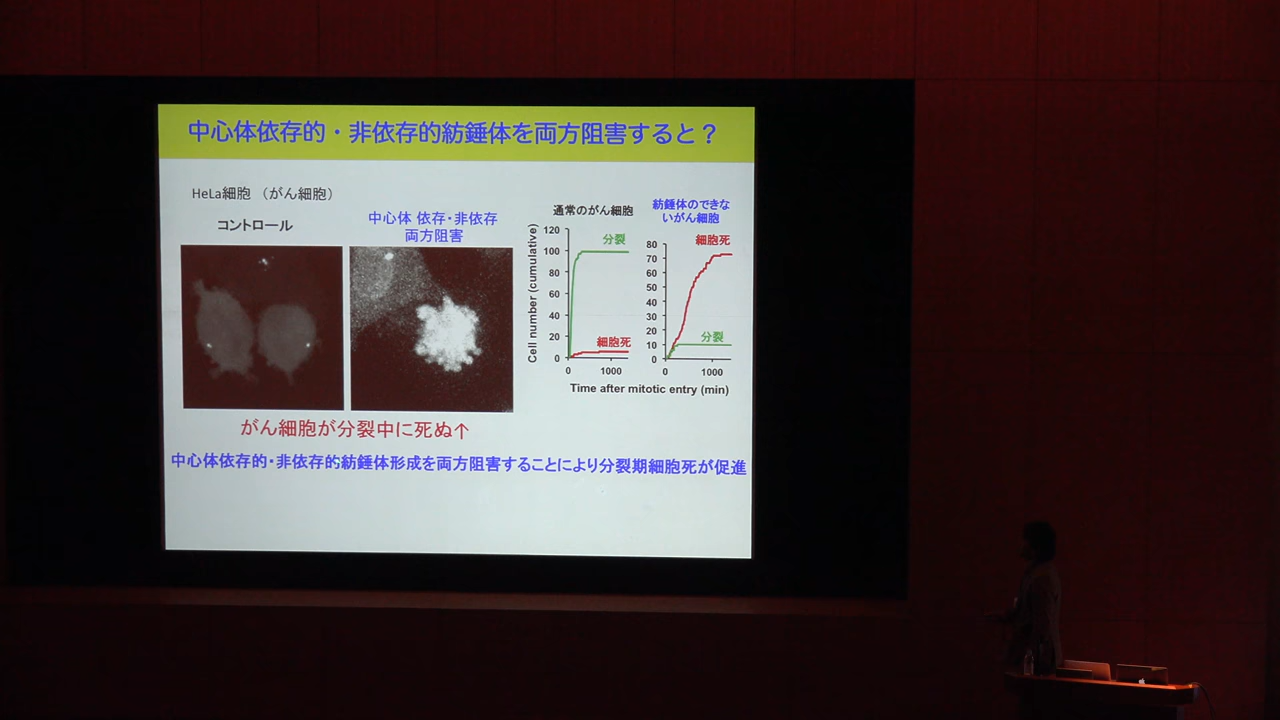 中心体依存的・非依存的紡錘体を両方阻害すると？
HeLa細胞 （がん細胞）
コントロール
中心体 依存・非依存
両方阻害
がん細胞が分裂中に死ぬ↑
通常のがん細胞
Cell number (cumulative)
120
100
80
60
40
20
0
分裂
細胞死
0 1000
紡錘体のできな
いがん細胞
80
70
60
50
40
30
20
10
0
細胞死
分裂
0 1000
Time after mitotic entry (min)
中心体依存的・非依存的紡錘体形成を両方阻害することにより分裂期細胞死が促進